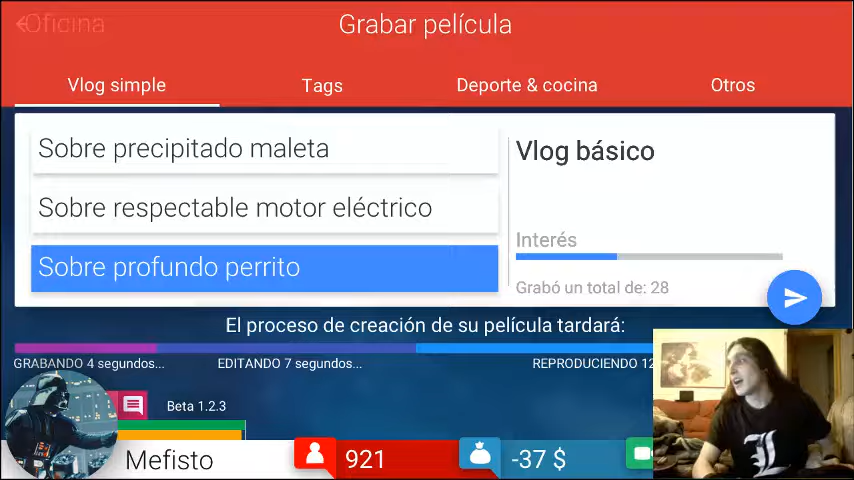 Oficina
Grabar película
Vlog simple
Tags
Deporte & cocina
Otros
Sobre precipitado maleta
Sobre respectable motor eléctrico
Sobre profundo perrito
Vlog básico
Interés
Grabó un total de: 28
El proceso de creación de su película tardará:
GRABANDO 4 segundos...
EDITANDO 7 segundos...
REPRODUCIENDO 12
Beta 1.2.3
Mefisto
921
-37 $
L